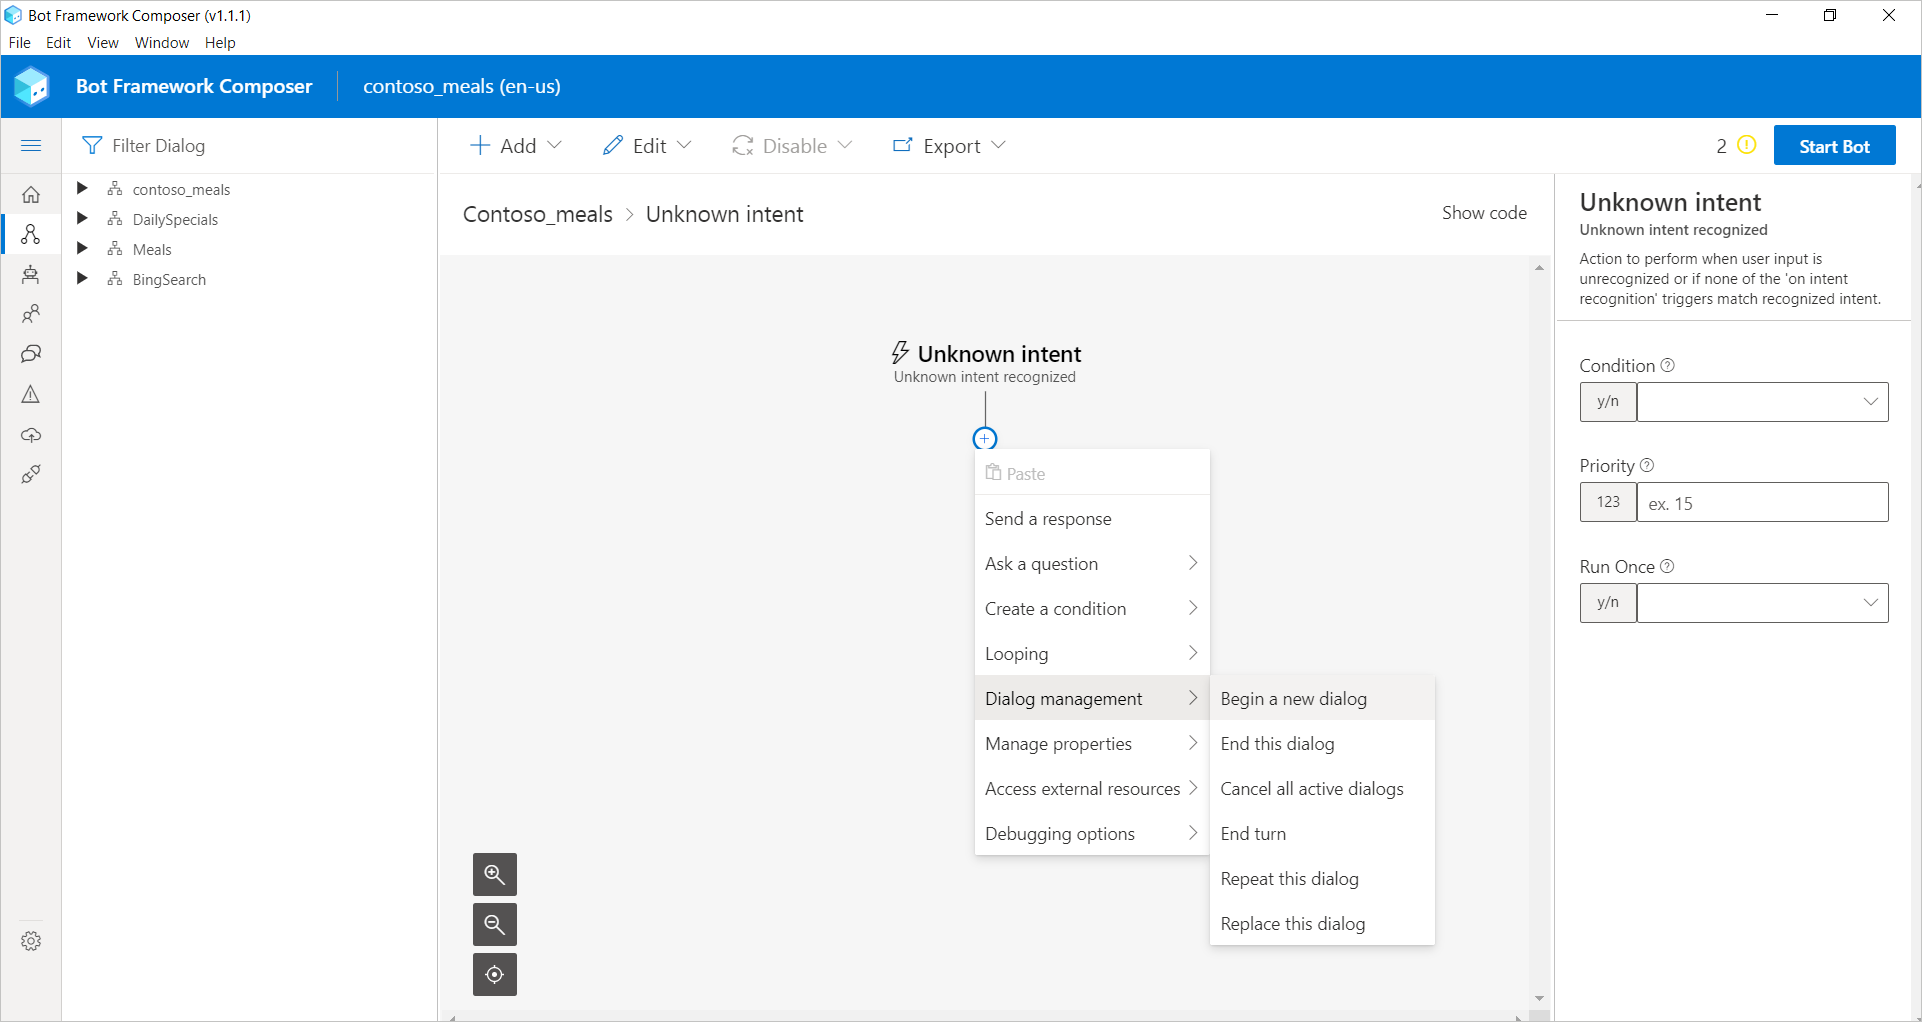 Bot Framework Composer (v1.1.1)
File Edit View Window Help
Bot Framework Composer contoso_meals (en-us)
Filter Dialog
Add Edit Disable Export 2 Start Bot
contoso_meals
DailySpecials
Meals
BingSearch
Contoso_meals > Unknown intent Show code
Unknown intent
Unknown intent recognized
Paste
Send a response
Ask a question
Create a condition
Looping
Dialog management
Manage properties
Access external resources
Debugging options
Begin a new dialog
End this dialog
Cancel all active dialogs
End turn
Repeat this dialog
Replace this dialog
Unknown intent
Unknown intent recognized
Action to perform when user input is
unrecognized or if none of the 'on intent
recognition' triggers match recognized intent.
Condition
y/n
Priority
123 ex. 15
Run Once
y/n